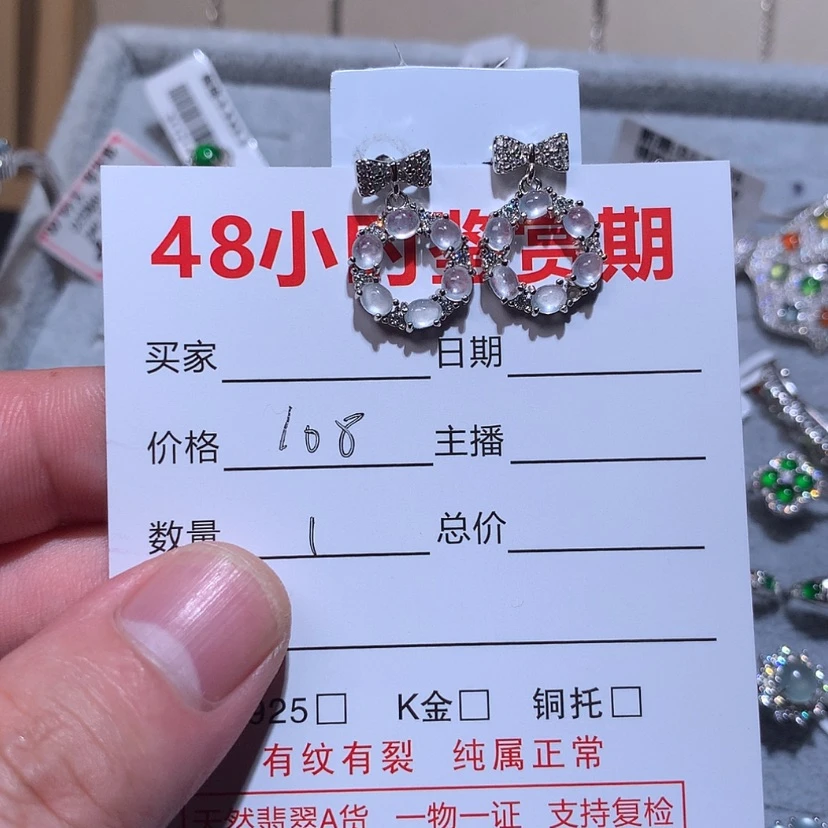 48小时鉴赏期
买家 日期
价格 108 主播
数量 1 总价
925□ K金□ 铜托□
有纹有裂 纯属正常
天然翡翠A货 一物一证 支持复检